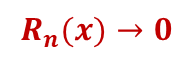 Rₙ(x) → 0